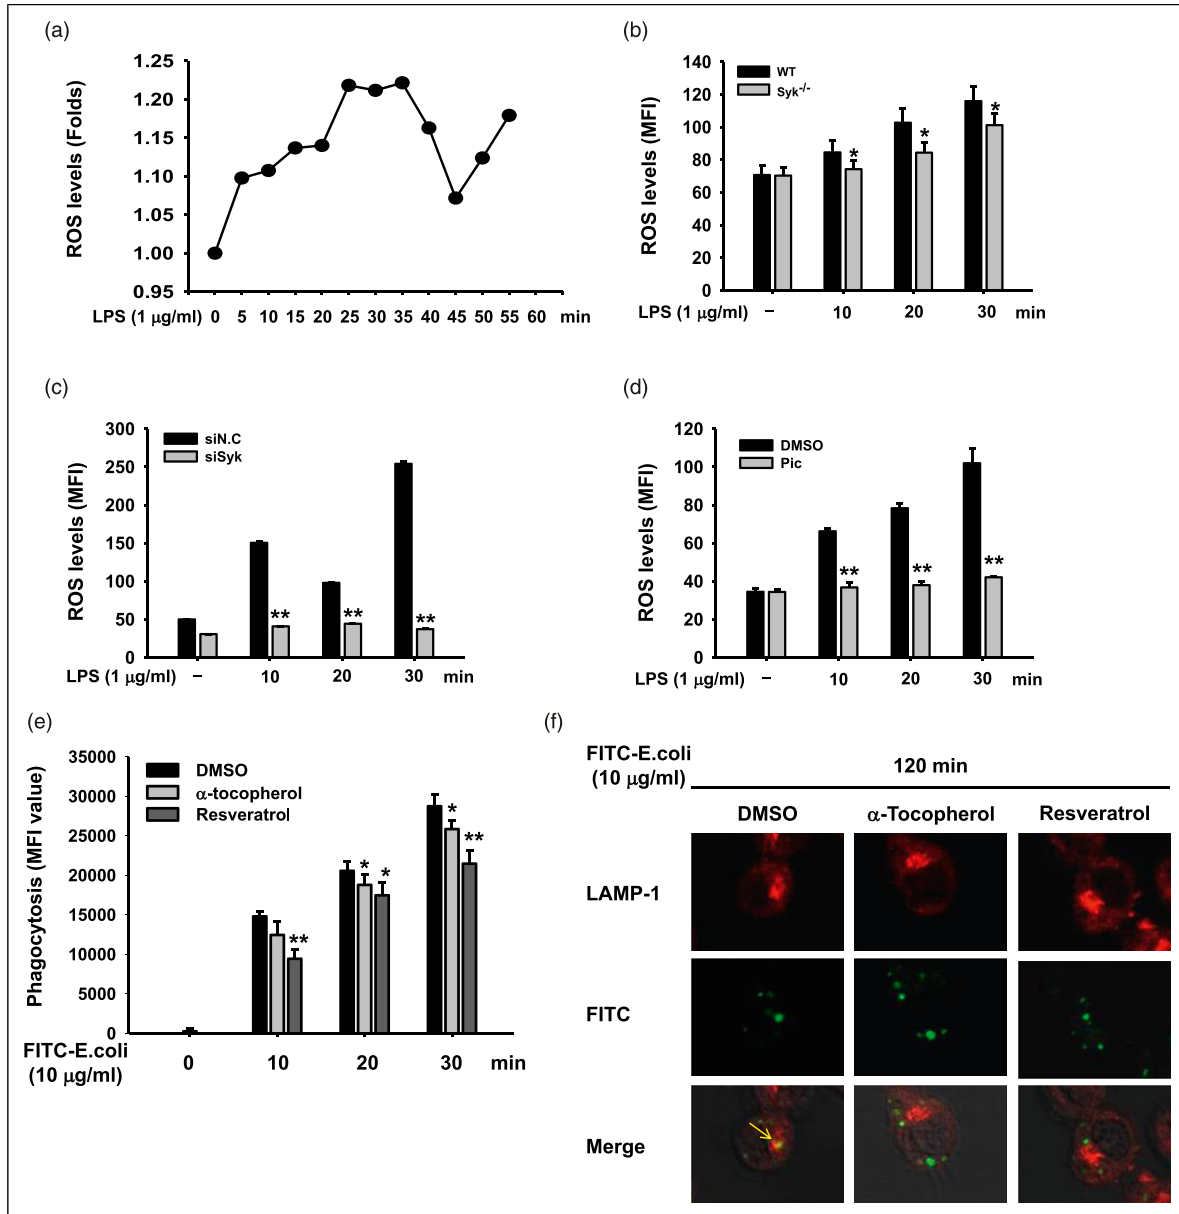 (a)
ROS levels (Folds)
1.25
1.20
1.15
1.10
1.05
1.00
0.95
LPS (1 μg/ml) 0 5 10 15 20 25 30 35 40 45 50 55 60 min
(b)
ROS levels (MFI)
140
120
100
80
60
40
20
0
WT
Syk-/-
*
*
*
LPS (1 μg/ml) – 10 20 30 min
(c)
ROS levels (MFI)
300
250
200
150
100
50
0
siN.C
siSyk
**
**
**
LPS (1 μg/ml) – 10 20 30 min
(d)
ROS levels (MFI)
120
100
80
60
40
20
0
DMSO
Pic
**
**
**
LPS (1 μg/ml) – 10 20 30 min
(e)
Phagocytosis (MFI value)
35000
30000
25000
20000
15000
10000
5000
0
DMSO
α-tocopherol
Resveratrol
**
*
*
*
**
FITC-E.coli
(10 μg/ml)
0 10 20 30 min
(f)
FITC-E.coli
(10 μg/ml)
120 min
DMSO α-Tocopherol Resveratrol
LAMP-1
FITC
Merge